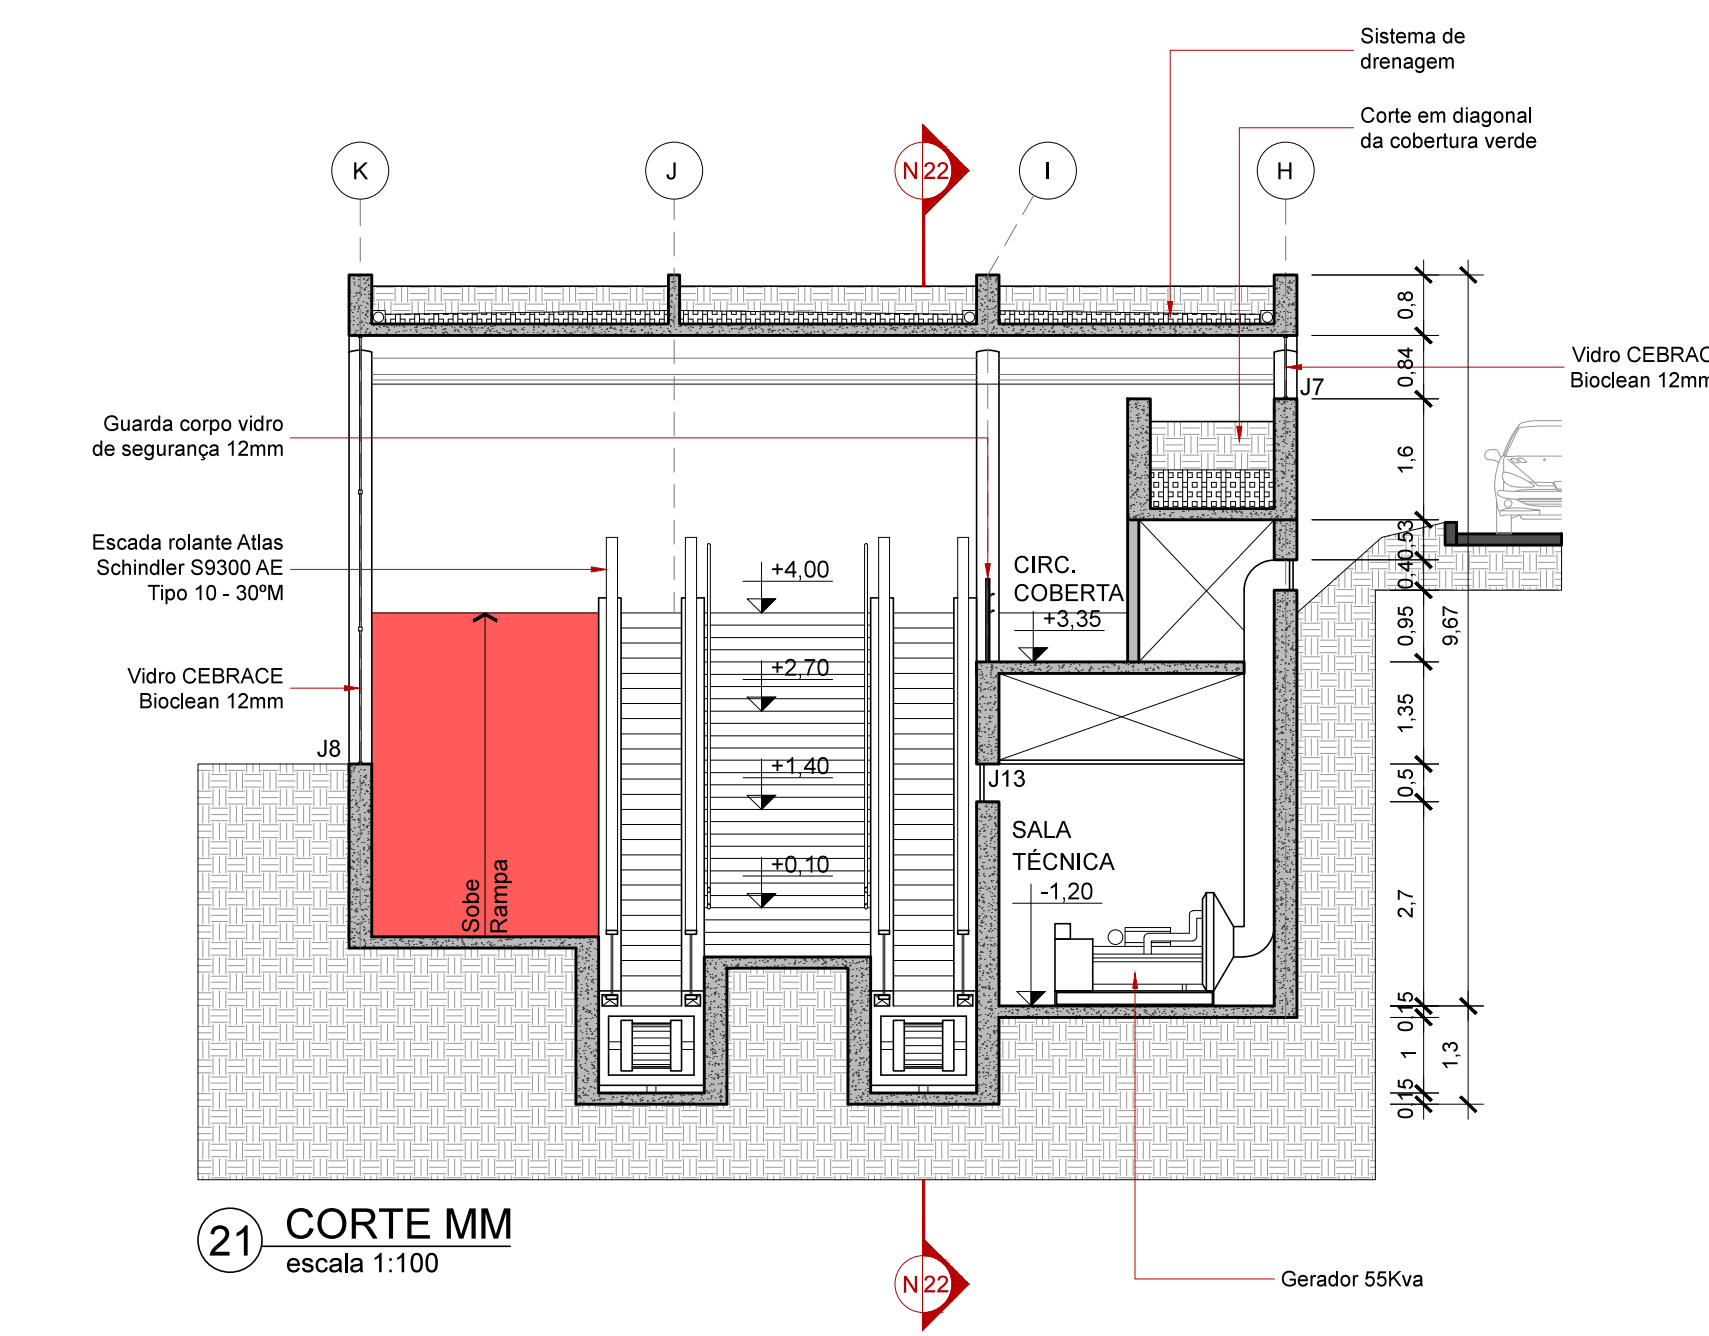 Sistema de
drenagem
Corte em diagonal
da cobertura verde
K
J
N 22
I
H
0,8
0,84
Vidro CEBRAC
Bioclean 12mm
J7
Guarda corpo vidro
de segurança 12mm
1,6
Escada rolante Atlas
Schindler S9300 AE
Tipo 10 - 30ºM
+4,00
CIRC.
COBERTA
+3,35
0,53
0,4
0,95
9,67
+2,70
Vidro CEBRACE
Bioclean 12mm
1,35
J8
+1,40
J13
0,5
SALA
TÉCNICA
-1,20
+0,10
Sobe
Rampa
2,7
0,15
1
1,3
0,15
21
CORTE MM
escala 1:100
N 22
Gerador 55Kva